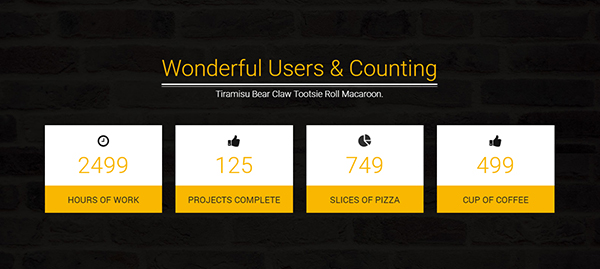 Wonderful Users & Counting
Tiramisu Bear Claw Tootsie Roll Macaroon.
2499
125
749
499
HOURS OF WORK
PROJECTS COMPLETE
SLICES OF PIZZA
CUP OF COFFEE